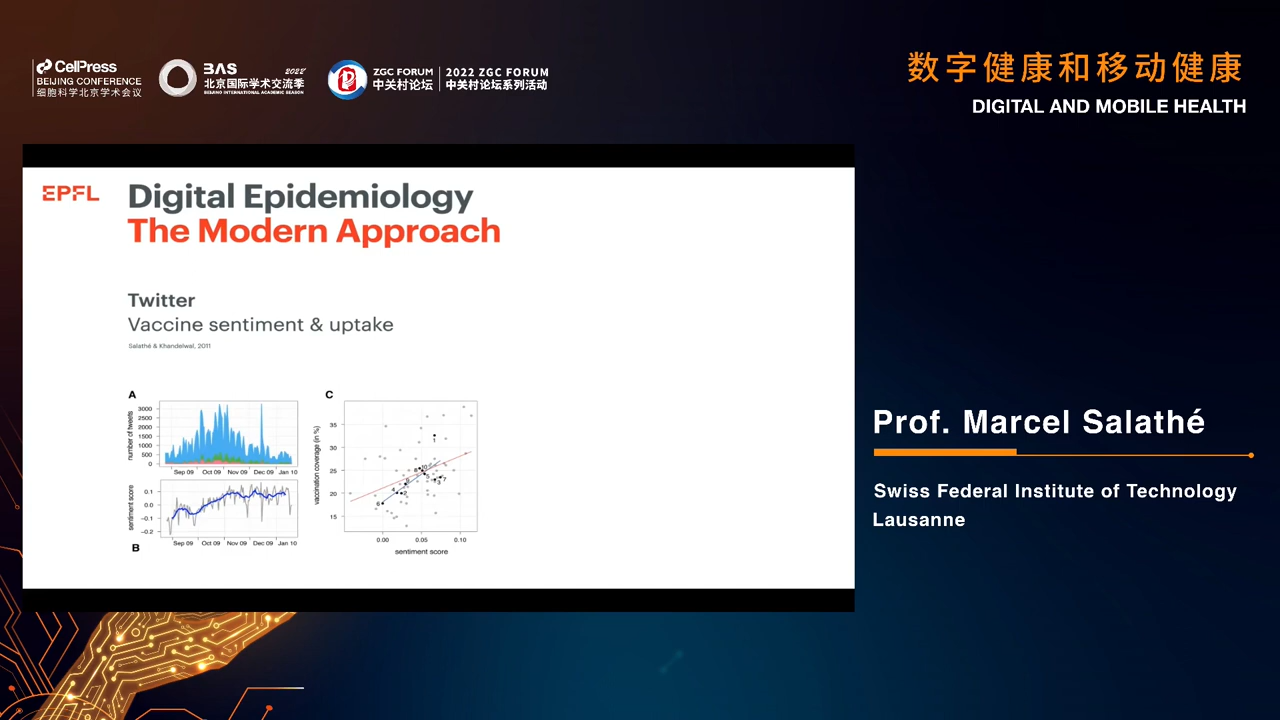 CellPress
BEIJING CONFERENCE
细胞科学北京学术会议
BAS 2022
北京国际学术交流季
BEIJING INTERNATIONAL ACADEMIC SEASON
ZGC FORUM
中关村论坛
2022 ZGC FORUM
中关村论坛系列活动
数字健康和移动健康
DIGITAL AND MOBILE HEALTH
EPFL
Digital Epidemiology
The Modern Approach
Twitter
Vaccine sentiment & uptake
Salathé & Khandelwal, 2011
A
number of tweets
3000
2500
2000
1500
1000
500
0
Sep 09 Oct 09 Nov 09 Dec 09 Jan 10
sentiment score
0.1
0.0
−0.1
−0.2
Sep 09 Oct 09 Nov 09 Dec 09 Jan 10
B
C
vaccination coverage (in %)
35
30
25
20
15
0.00 0.05 0.10
sentiment score
Prof. Marcel Salathé
Swiss Federal Institute of Technology
Lausanne